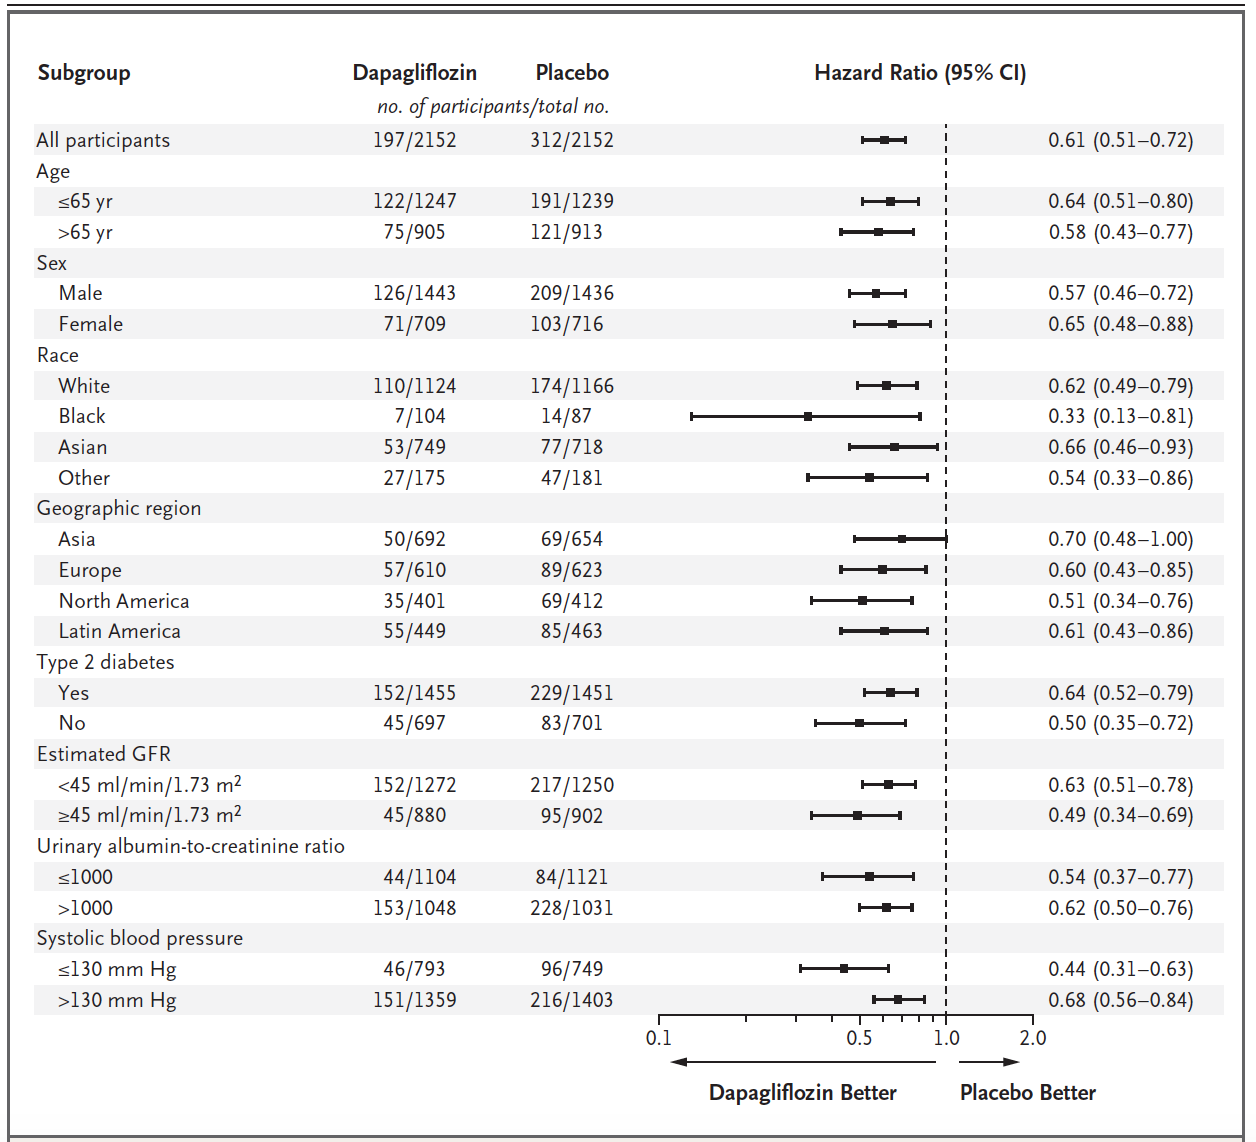 Subgroup Dapagliflozin Placebo Hazard Ratio (95% CI)
no. of participants/total no.
All participants 197/2152 312/2152 0.61 (0.51–0.72)
Age
≤65 yr 122/1247 191/1239 0.64 (0.51–0.80)
>65 yr 75/905 121/913 0.58 (0.43–0.77)
Sex
Male 126/1443 209/1436 0.57 (0.46–0.72)
Female 71/709 103/716 0.65 (0.48–0.88)
Race
White 110/1124 174/1166 0.62 (0.49–0.79)
Black 7/104 14/87 0.33 (0.13–0.81)
Asian 53/749 77/718 0.66 (0.46–0.93)
Other 27/175 47/181 0.54 (0.33–0.86)
Geographic region
Asia 50/692 69/654 0.70 (0.48–1.00)
Europe 57/610 89/623 0.60 (0.43–0.85)
North America 35/401 69/412 0.51 (0.34–0.76)
Latin America 55/449 85/463 0.61 (0.43–0.86)
Type 2 diabetes
Yes 152/1455 229/1451 0.64 (0.52–0.79)
No 45/697 83/701 0.50 (0.35–0.72)
Estimated GFR
<45 ml/min/1.73 m² 152/1272 217/1250 0.63 (0.51–0.78)
≥45 ml/min/1.73 m² 45/880 95/902 0.49 (0.34–0.69)
Urinary albumin-to-creatinine ratio
≤1000 44/1104 84/1121 0.54 (0.37–0.77)
>1000 153/1048 228/1031 0.62 (0.50–0.76)
Systolic blood pressure
≤130 mm Hg 46/793 96/749 0.44 (0.31–0.63)
>130 mm Hg 151/1359 216/1403 0.68 (0.56–0.84)
0.1 0.5 1.0 2.0
Dapagliflozin Better Placebo Better